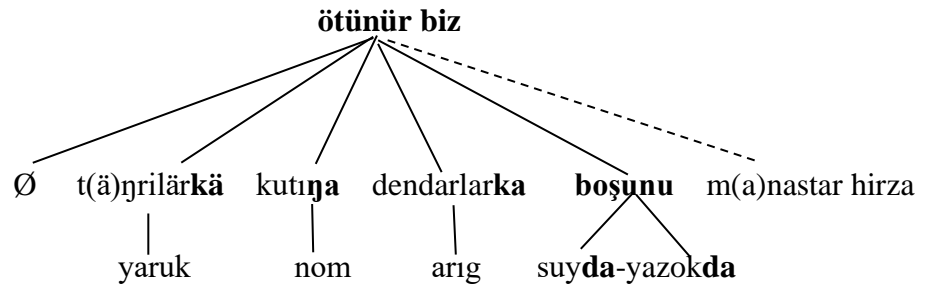 ötünür biz
Ø t(ä)ŋrilärkä kutıŋa dendarlarka boşunu m(a)nastar hirza
yaruk nom arıg suyda-yazokda